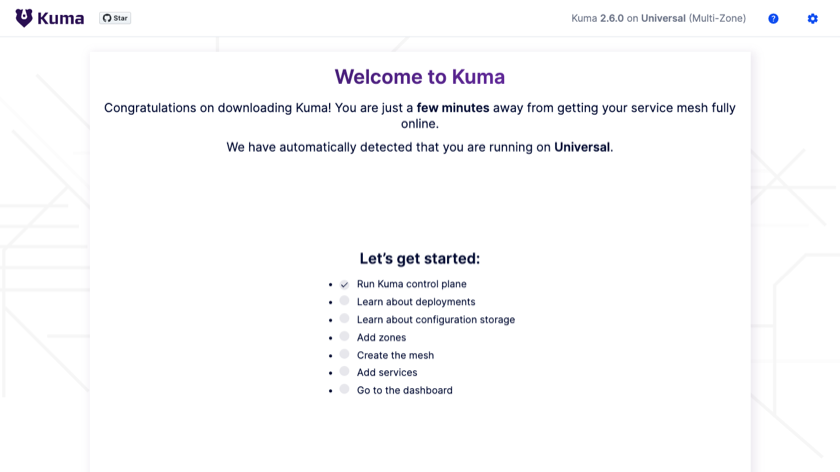 Kuma
Star
Kuma 2.6.0 on Universal (Multi-Zone)
?
Welcome to Kuma
Congratulations on downloading Kuma! You are just a few minutes away from getting your service mesh fully
online.
We have automatically detected that you are running on Universal.
Let’s get started:
Run Kuma control plane
Learn about deployments
Learn about configuration storage
Add zones
Create the mesh
Add services
Go to the dashboard